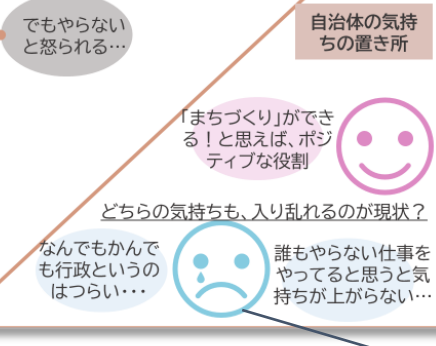 でもやらない
と怒られる…
自治体の気持
ちの置き所
「まちづくり」ができ
る！と思えば、ポジ
ティブな役割
どちらの気持ちも、入り乱れるのが現状？
なんでもかんで
も行政というの
はつらい・・・
誰もやらない仕事を
やってると思うと気
持ちが上がらない…